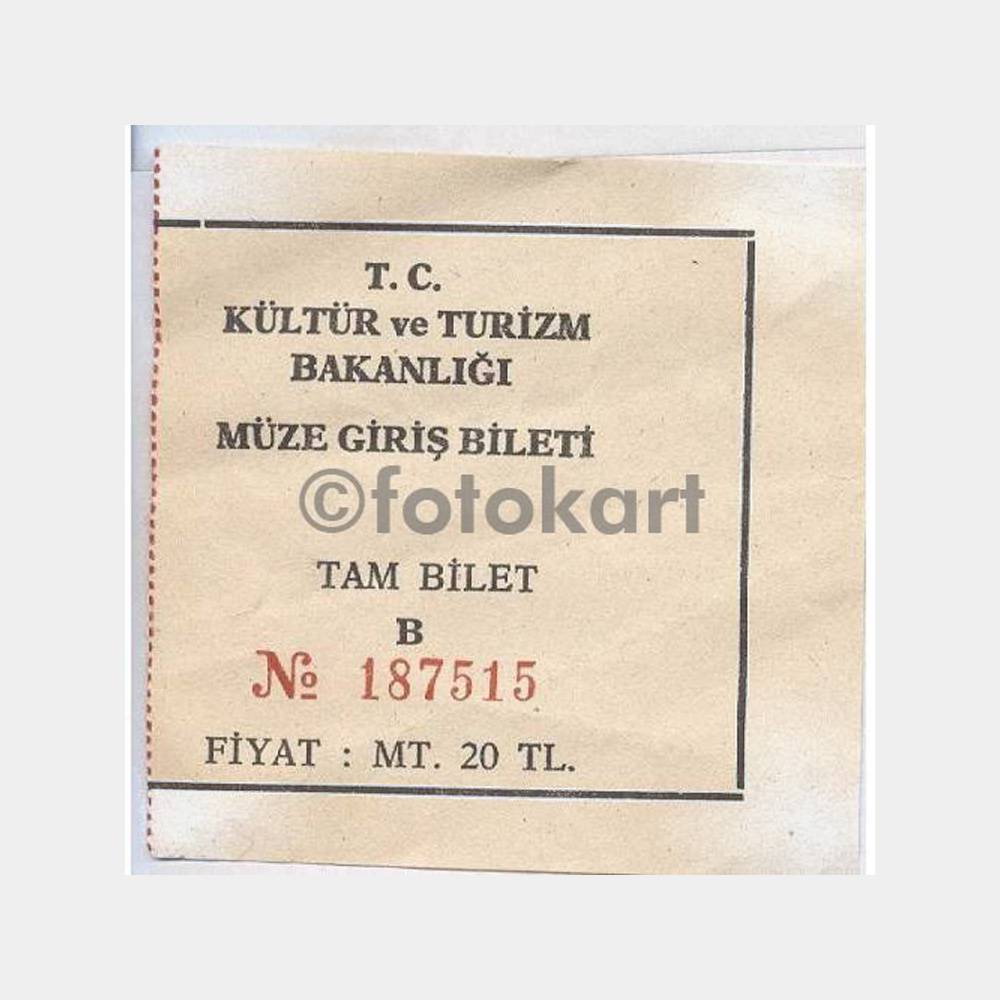 T. C.
KÜLTÜR ve TURİZM
BAKANLIĞI
MÜZE GİRİŞ BİLETİ
©fotokart
TAM BİLET
B
№ 187515
FİYAT : MT. 20 TL.